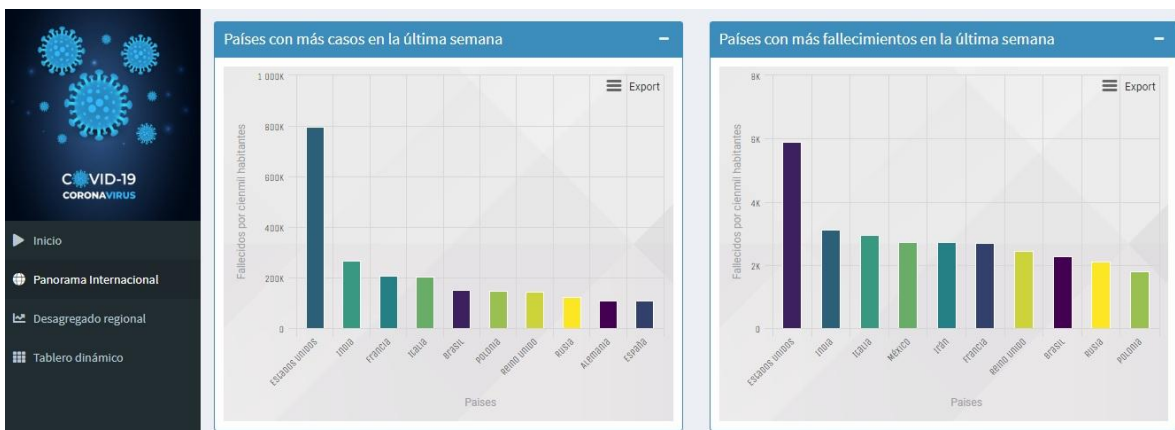 COVID-19
CORONAVIRUS
Inicio
Panorama Internacional
Desagregado regional
Tablero dinámico
Países con más casos en la última semana
Export
Fallecidos por cienmil habitantes
1 000K
800K
600K
400K
200K
0
Estados Unidos
India
Francia
Italia
Brasil
Polonia
Reino Unido
Rusia
Alemania
España
Paises
Países con más fallecimientos en la última semana
Export
Fallecidos por cienmil habitantes
8K
6K
4K
2K
0
Estados Unidos
India
Italia
México
Irán
Francia
Reino Unido
Brasil
Rusia
Polonia
Paises